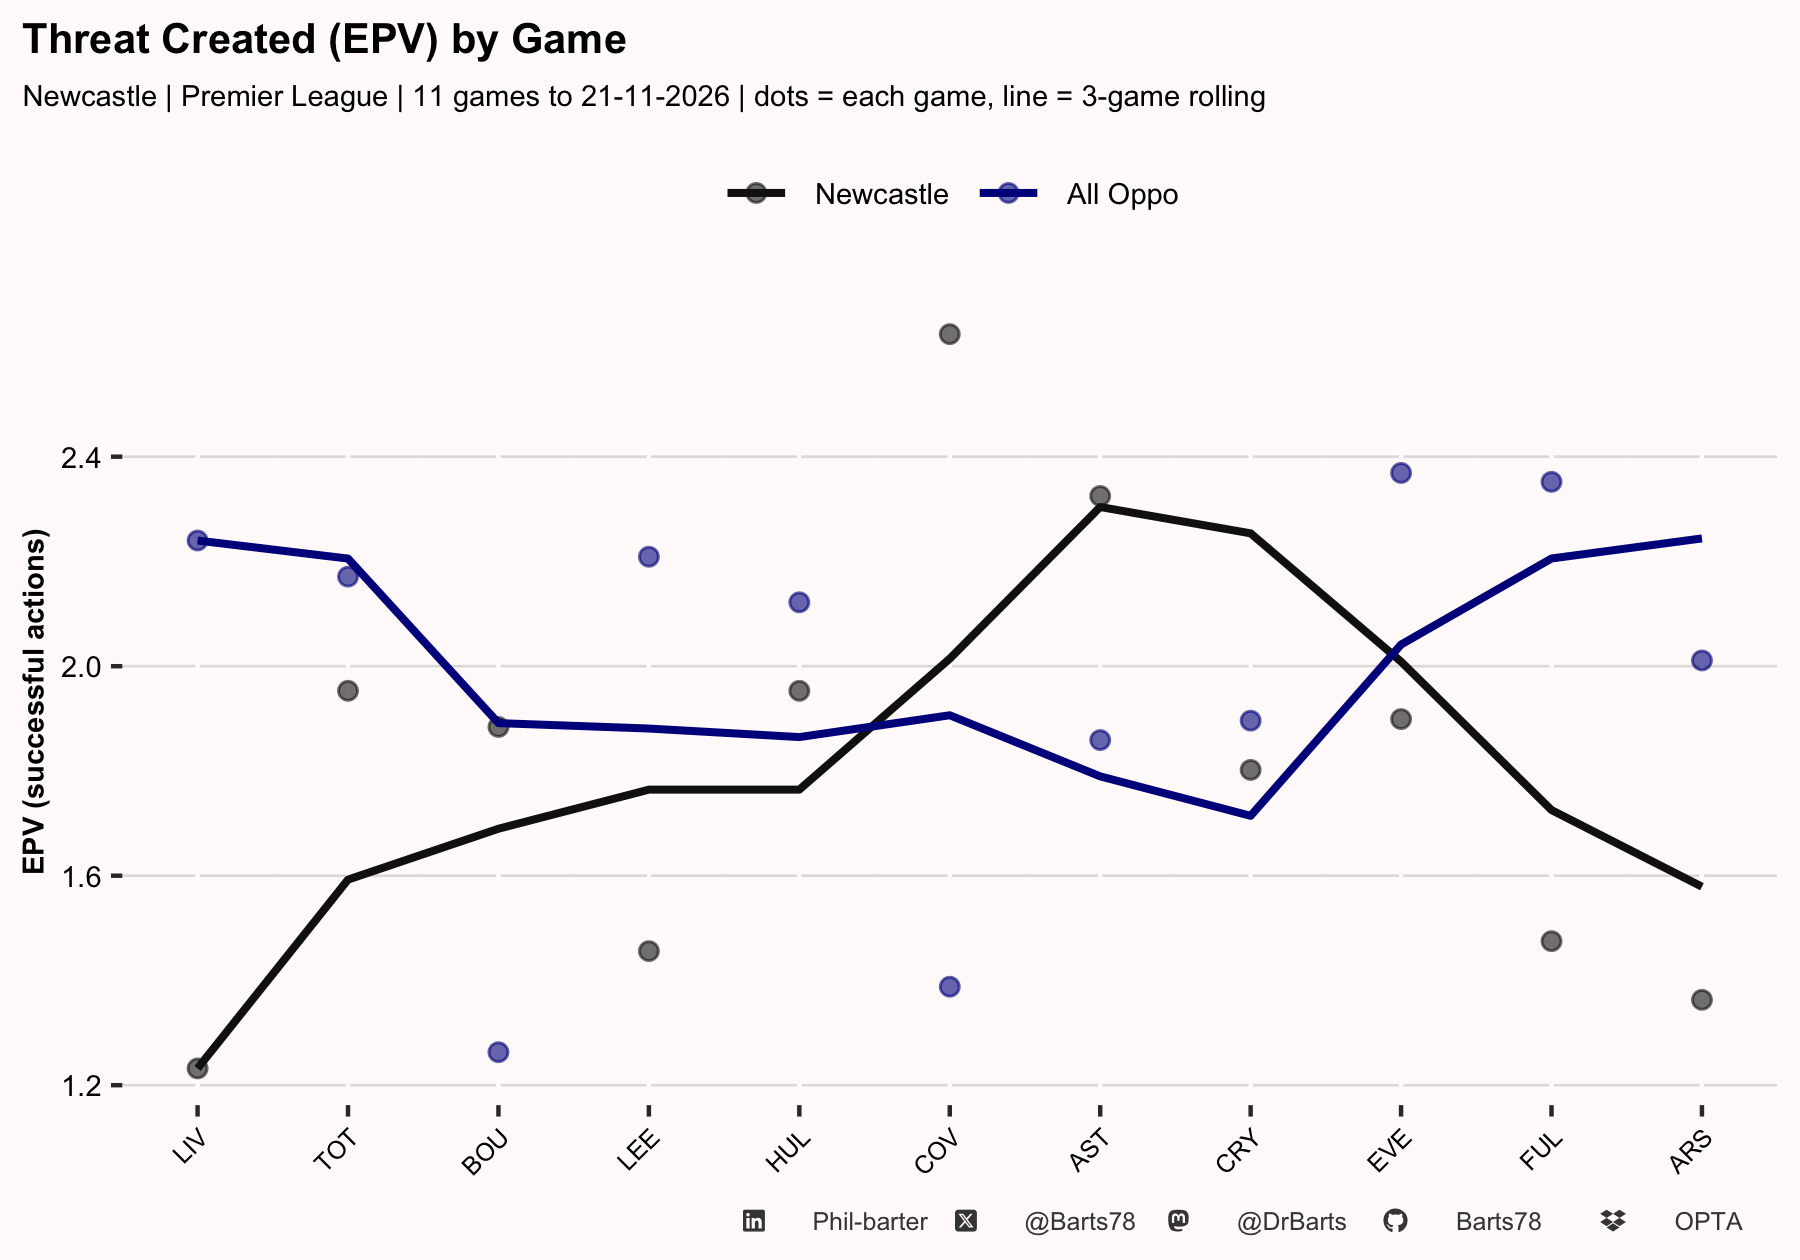 Threat Created (EPV) by Game
Newcastle | Premier League | 11 games to 21-11-2026 | dots = each game, line = 3-game rolling
Newcastle All Oppo
EPV (successful actions)
2.4
2.0
1.6
1.2
LIV TOT BOU LEE HUL COV AST CRY EVE FUL ARS
Phil-barter @Barts78 @DrBarts Barts78 OPTA